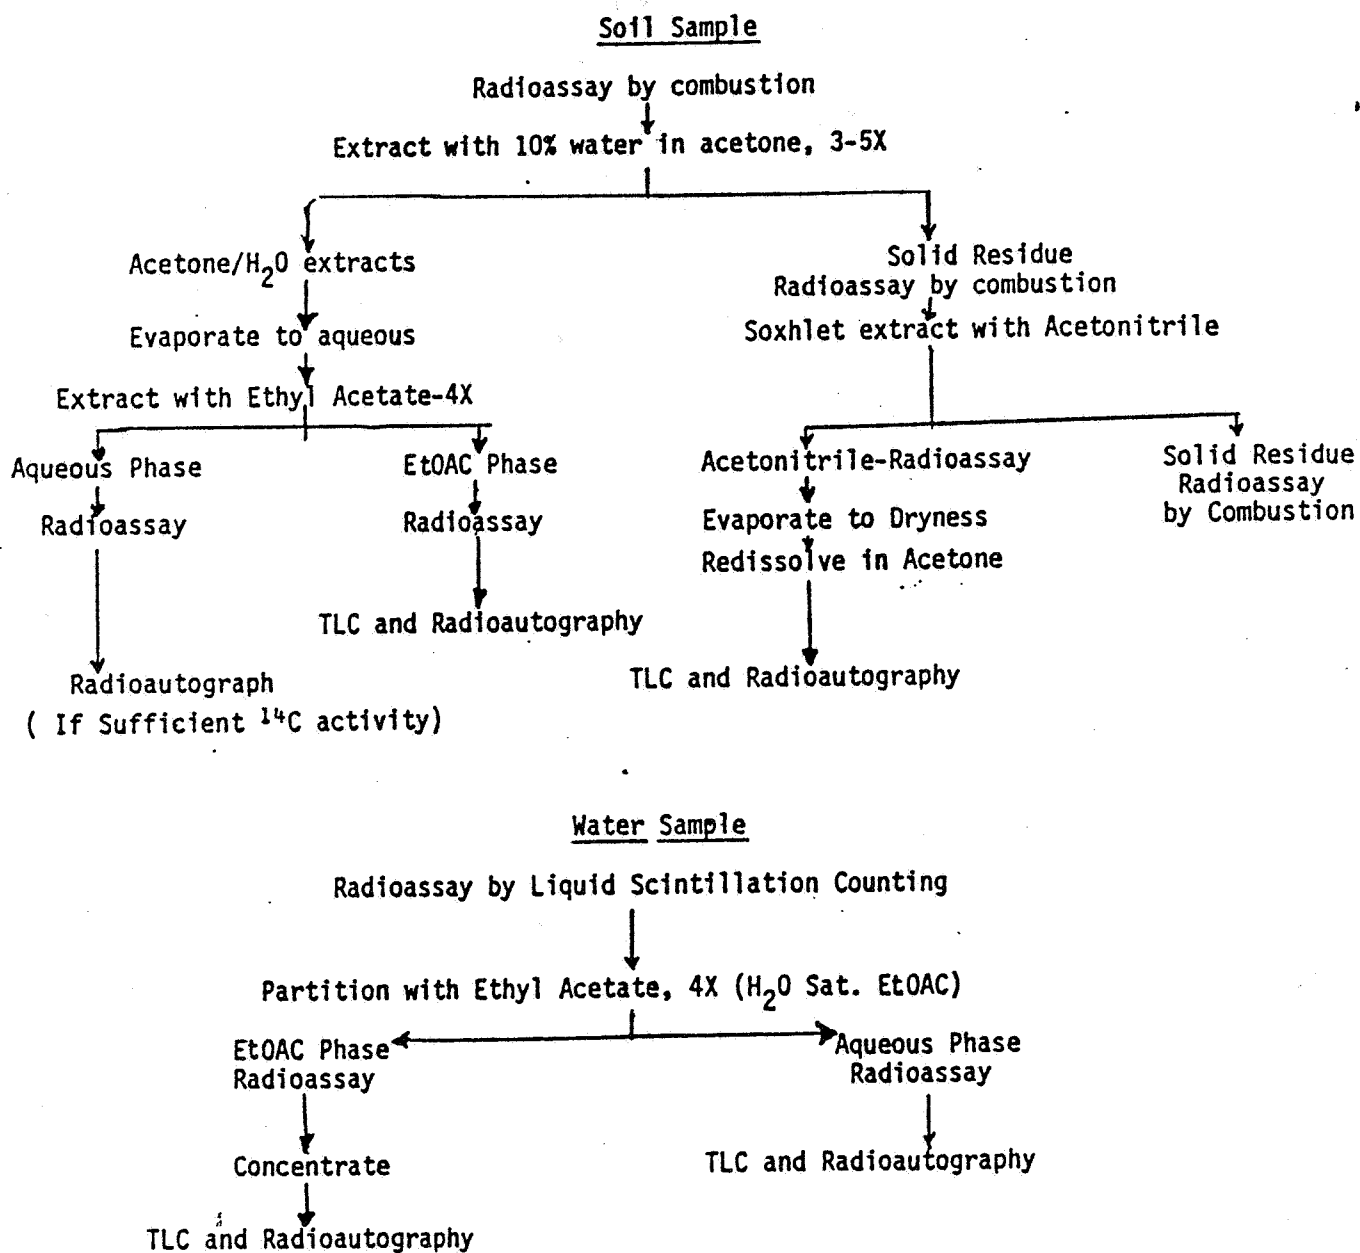 Soil Sample
Radioassay by combustion
Extract with 10% water in acetone, 3-5X
Acetone/H₂O extracts
Evaporate to aqueous
Extract with Ethyl Acetate-4X
Aqueous Phase
Radioassay
Radioautograph
( If Sufficient ¹⁴C activity)
EtOAC Phase
Radioassay
TLC and Radioautography
Solid Residue
Radioassay by combustion
Soxhlet extract with Acetonitrile
Acetonitrile-Radioassay
Evaporate to Dryness
Redissolve in Acetone
TLC and Radioautography
Solid Residue
Radioassay
by Combustion
Water Sample
Radioassay by Liquid Scintillation Counting
Partition with Ethyl Acetate, 4X (H₂O Sat. EtOAC)
EtOAC Phase
Radioassay
Concentrate
TLC and Radioautography
Aqueous Phase
Radioassay
TLC and Radioautography